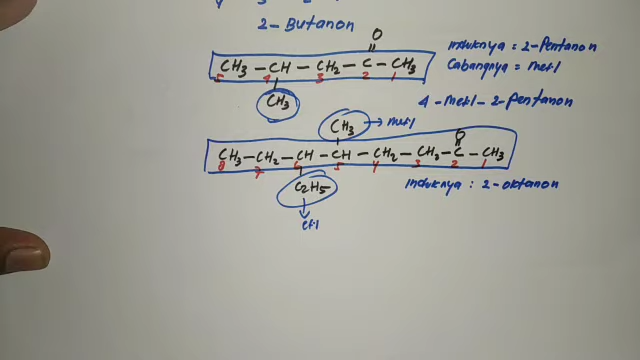 2-Butanon
O
CH3 - CH - CH2 - C - CH3
5 4 3 2 1
CH3
Induknya = 2-Pentanon
Cabangnya = metil
4-metil-2-Pentanon
CH3 → metil
O
CH3 - CH2 - CH - CH - CH2 - CH2 - C - CH3
8 7 6 5 4 3 2 1
C2H5
etil
Induknya : 2-oktanon